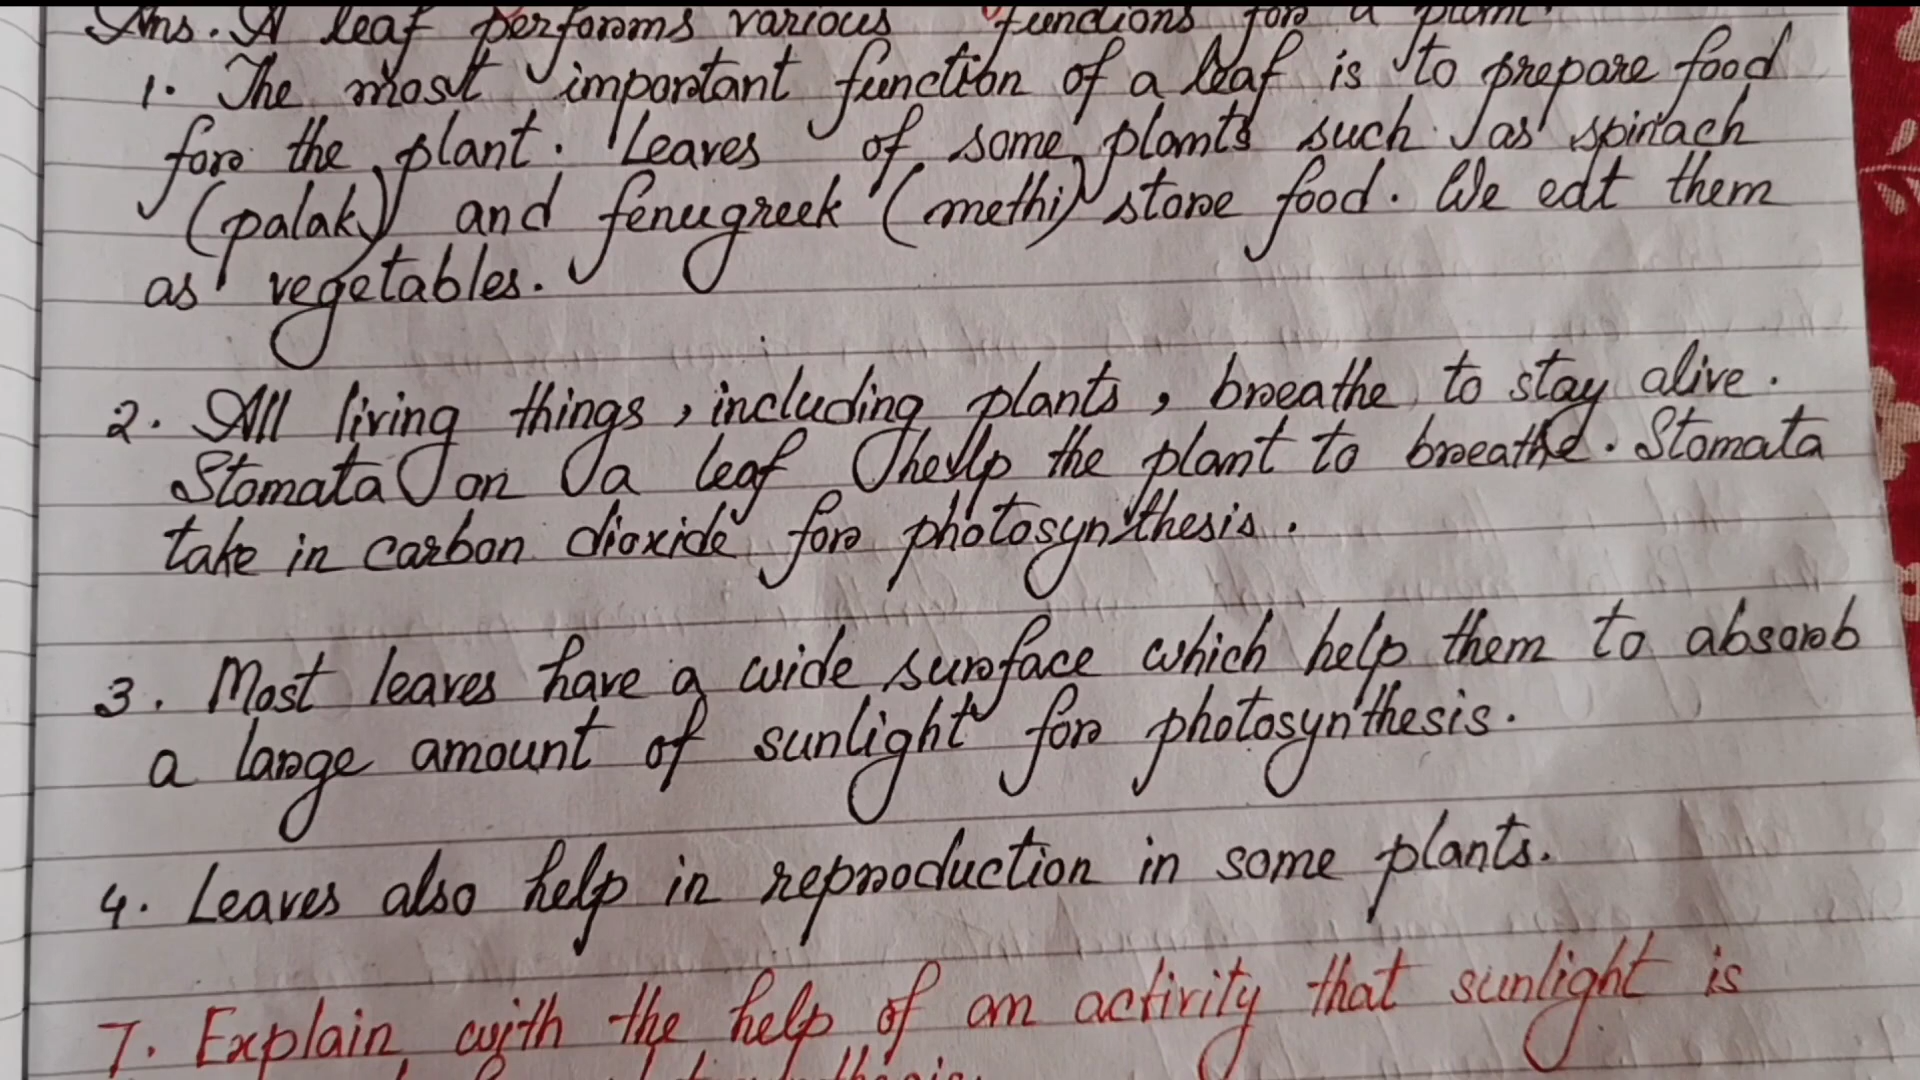 Ans. A leaf performs various functions for a plant.
1. The most important function of a leaf is to prepare food
for the plant. Leaves of some plants such as spinach
(palak) and fenugreek (methi) store food. We eat them
as vegetables.
2. All living things, including plants, breathe to stay alive.
Stomata on a leaf help the plant to breathe. Stomata
take in carbon dioxide for photosynthesis.
3. Most leaves have a wide surface which help them to absorb
a large amount of sunlight for photosynthesis.
4. Leaves also help in reproduction in some plants.
7. Explain with the help of an activity that sunlight is